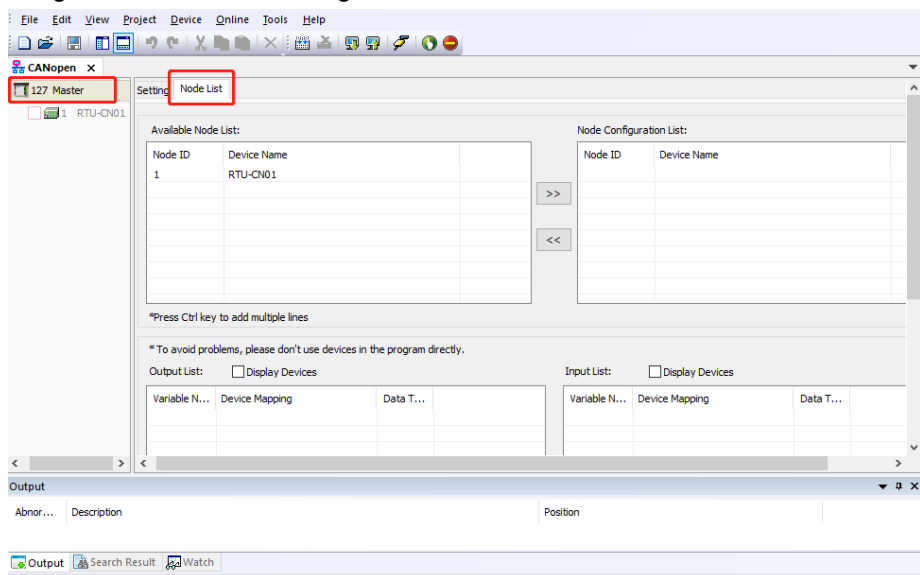 File Edit View Project Device Online Tools Help
CANopen ×
127 Master
1 RTU-CN01
Setting Node List
Available Node List:
Node Configuration List:
Node ID Device Name
1 RTU-CN01
Node ID Device Name
>>
<<
*Press Ctrl key to add multiple lines
* To avoid problems, please don't use devices in the program directly.
Output List: Display Devices
Input List: Display Devices
Variable N... Device Mapping Data T...
Variable N... Device Mapping Data T...
Output
Abnor... Description Position
Output Search Result Watch